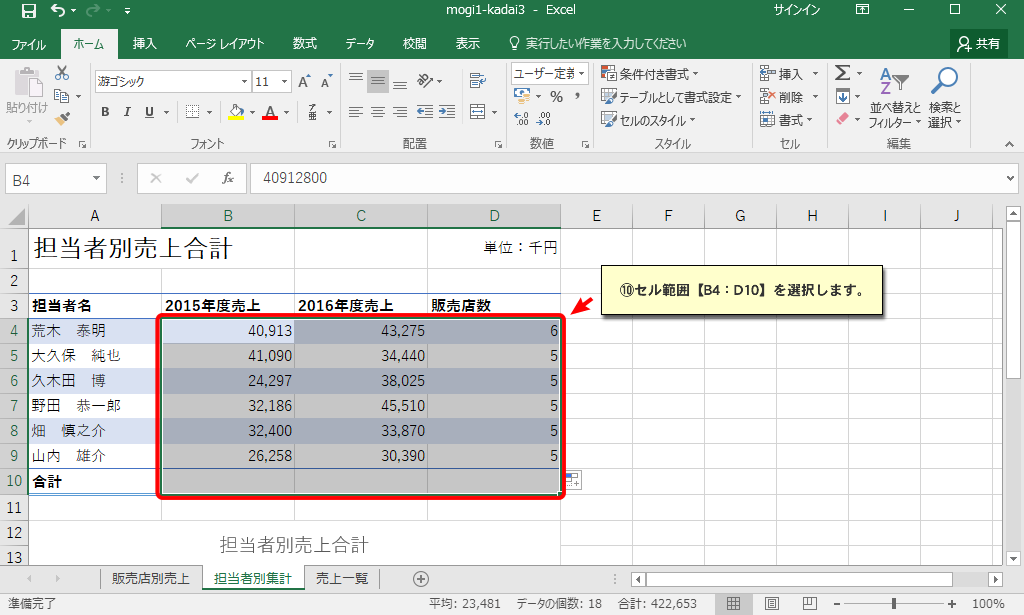 mogi1-kadai3 - Excel サインイン
ファイル ホーム 挿入 ページ レイアウト 数式 データ 校閲 表示 実行したい作業を入力してください 共有
貼り付け
クリップボード
游ゴシック 11
B I U
フォント
配置
ユーザー定義
%
数値
条件付き書式
テーブルとして書式設定
セルのスタイル
スタイル
挿入
削除
書式
セル
Σ
並べ替えと
フィルター
検索と
選択
編集
B4 fx 40912800
A B C D E F G H I J
1 担当者別売上合計 単位：千円
2
3 担当者名 2015年度売上 2016年度売上 販売店数
4 荒木　泰明 40,913 43,275 6
5 大久保　純也 41,090 34,440 5
6 久木田　博 24,297 38,025 5
7 野田　恭一郎 32,186 45,510 5
8 畑　慎之介 32,400 33,870 5
9 山内　雄介 26,258 30,390 5
10 合計
⑩セル範囲【B4：D10】を選択します。
11
12 担当者別売上合計
13
販売店別売上 担当者別集計 売上一覧
準備完了 平均: 23,481 データの個数: 18 合計: 422,653 100%